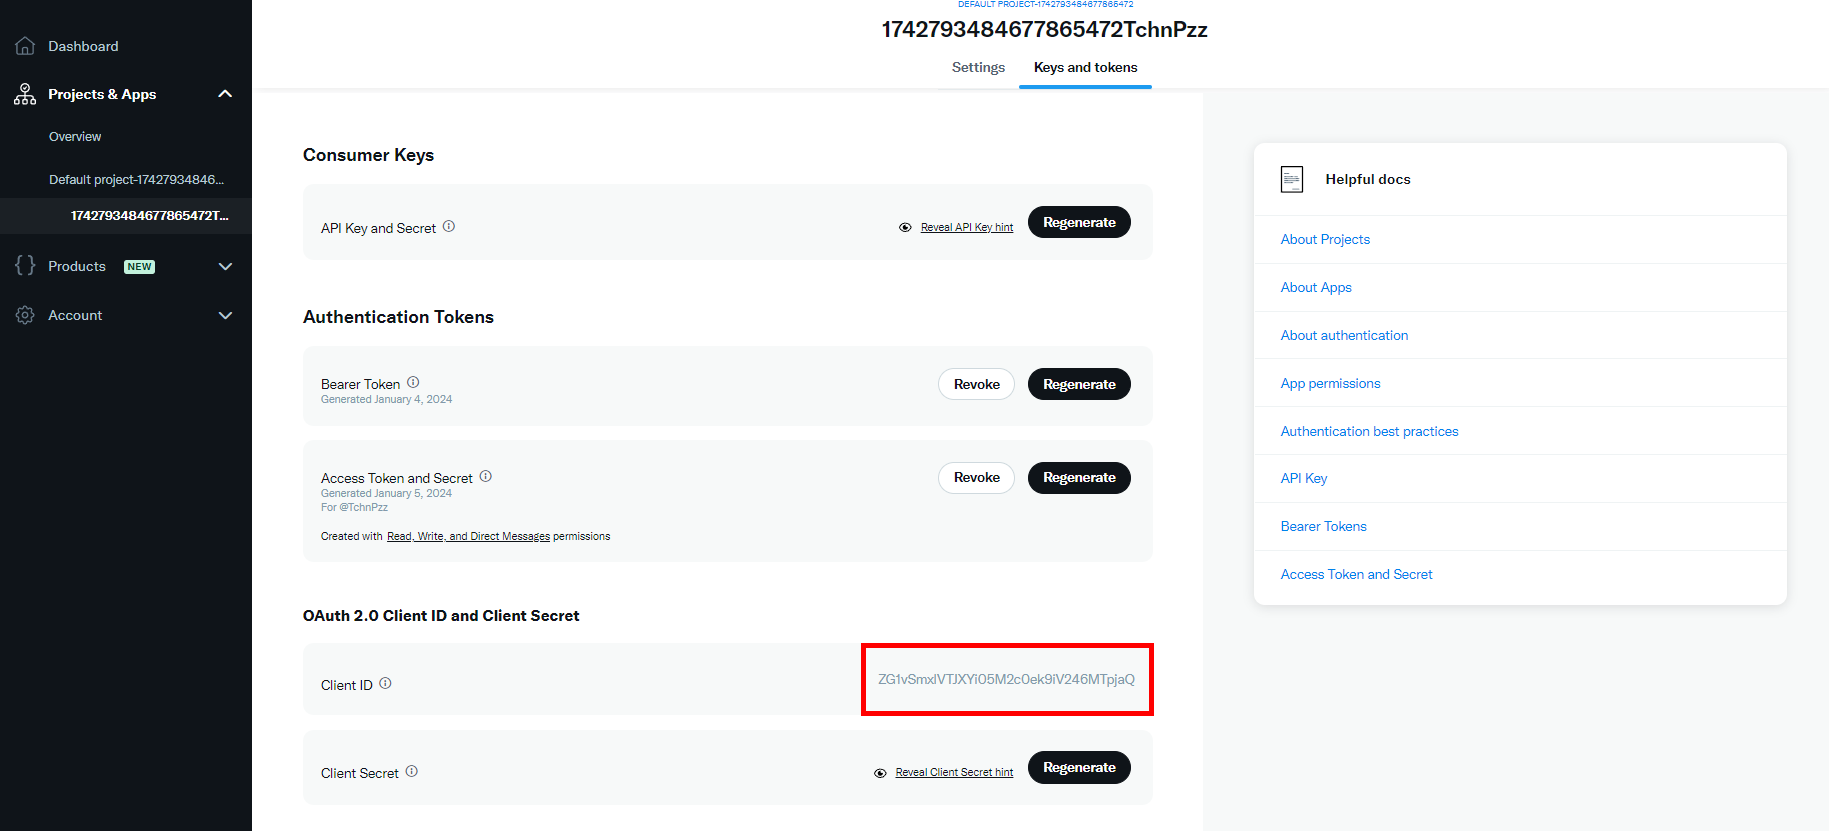 DEFAULT PROJECT-1742793484677865472
1742793484677865472TchnPzz
Settings
Keys and tokens
Dashboard
Projects & Apps
Overview
Default project-17427934846...
1742793484677865472T...
Products NEW
Account
Consumer Keys
API Key and Secret
Reveal API Key hint
Regenerate
Authentication Tokens
Bearer Token
Generated January 4, 2024
Revoke
Regenerate
Access Token and Secret
Generated January 5, 2024
For @TchnPzz
Created with Read, Write, and Direct Messages permissions
Revoke
Regenerate
OAuth 2.0 Client ID and Client Secret
Client ID
ZG1vSmxlVTJXYi05M2c0ek9iV246MTpjaQ
Client Secret
Reveal Client Secret hint
Regenerate
Helpful docs
About Projects
About Apps
About authentication
App permissions
Authentication best practices
API Key
Bearer Tokens
Access Token and Secret